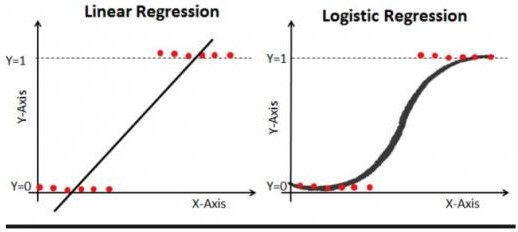 Linear Regression
Y=1
Y-Axis
Y=0
X-Axis
Logistic Regression
Y=1
Y-Axis
Y=0
X-Axis